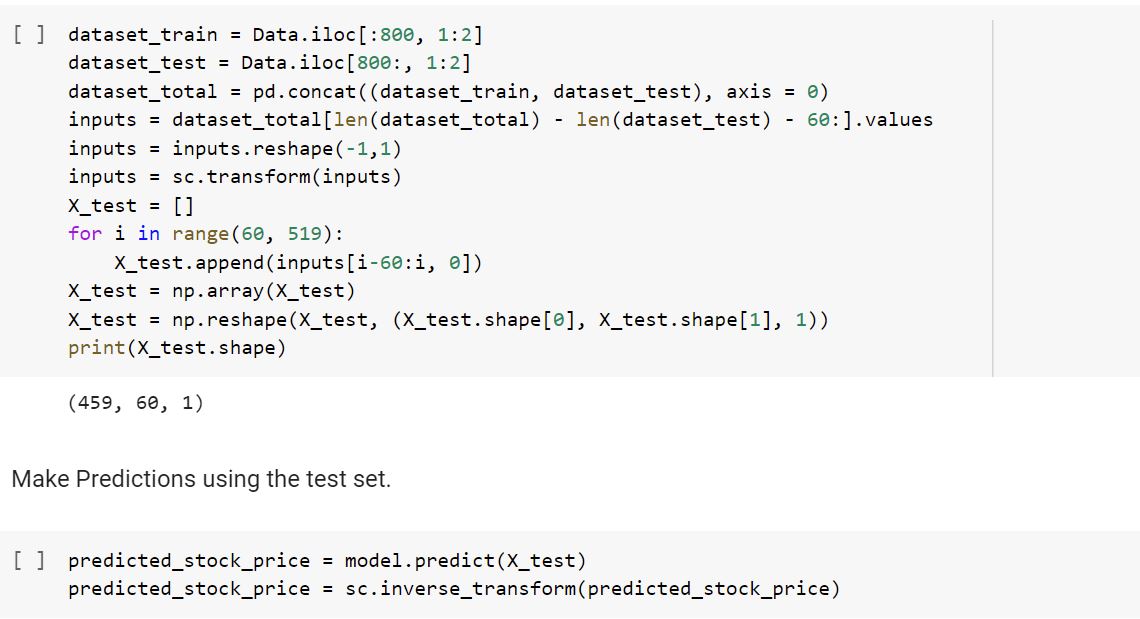 [ ] dataset_train = Data.iloc[:800, 1:2]
dataset_test = Data.iloc[800:, 1:2]
dataset_total = pd.concat((dataset_train, dataset_test), axis = 0)
inputs = dataset_total[len(dataset_total) - len(dataset_test) - 60:].values
inputs = inputs.reshape(-1,1)
inputs = sc.transform(inputs)
X_test = []
for i in range(60, 519):
    X_test.append(inputs[i-60:i, 0])
X_test = np.array(X_test)
X_test = np.reshape(X_test, (X_test.shape[0], X_test.shape[1], 1))
print(X_test.shape)
(459, 60, 1)
Make Predictions using the test set.
[ ] predicted_stock_price = model.predict(X_test)
predicted_stock_price = sc.inverse_transform(predicted_stock_price)